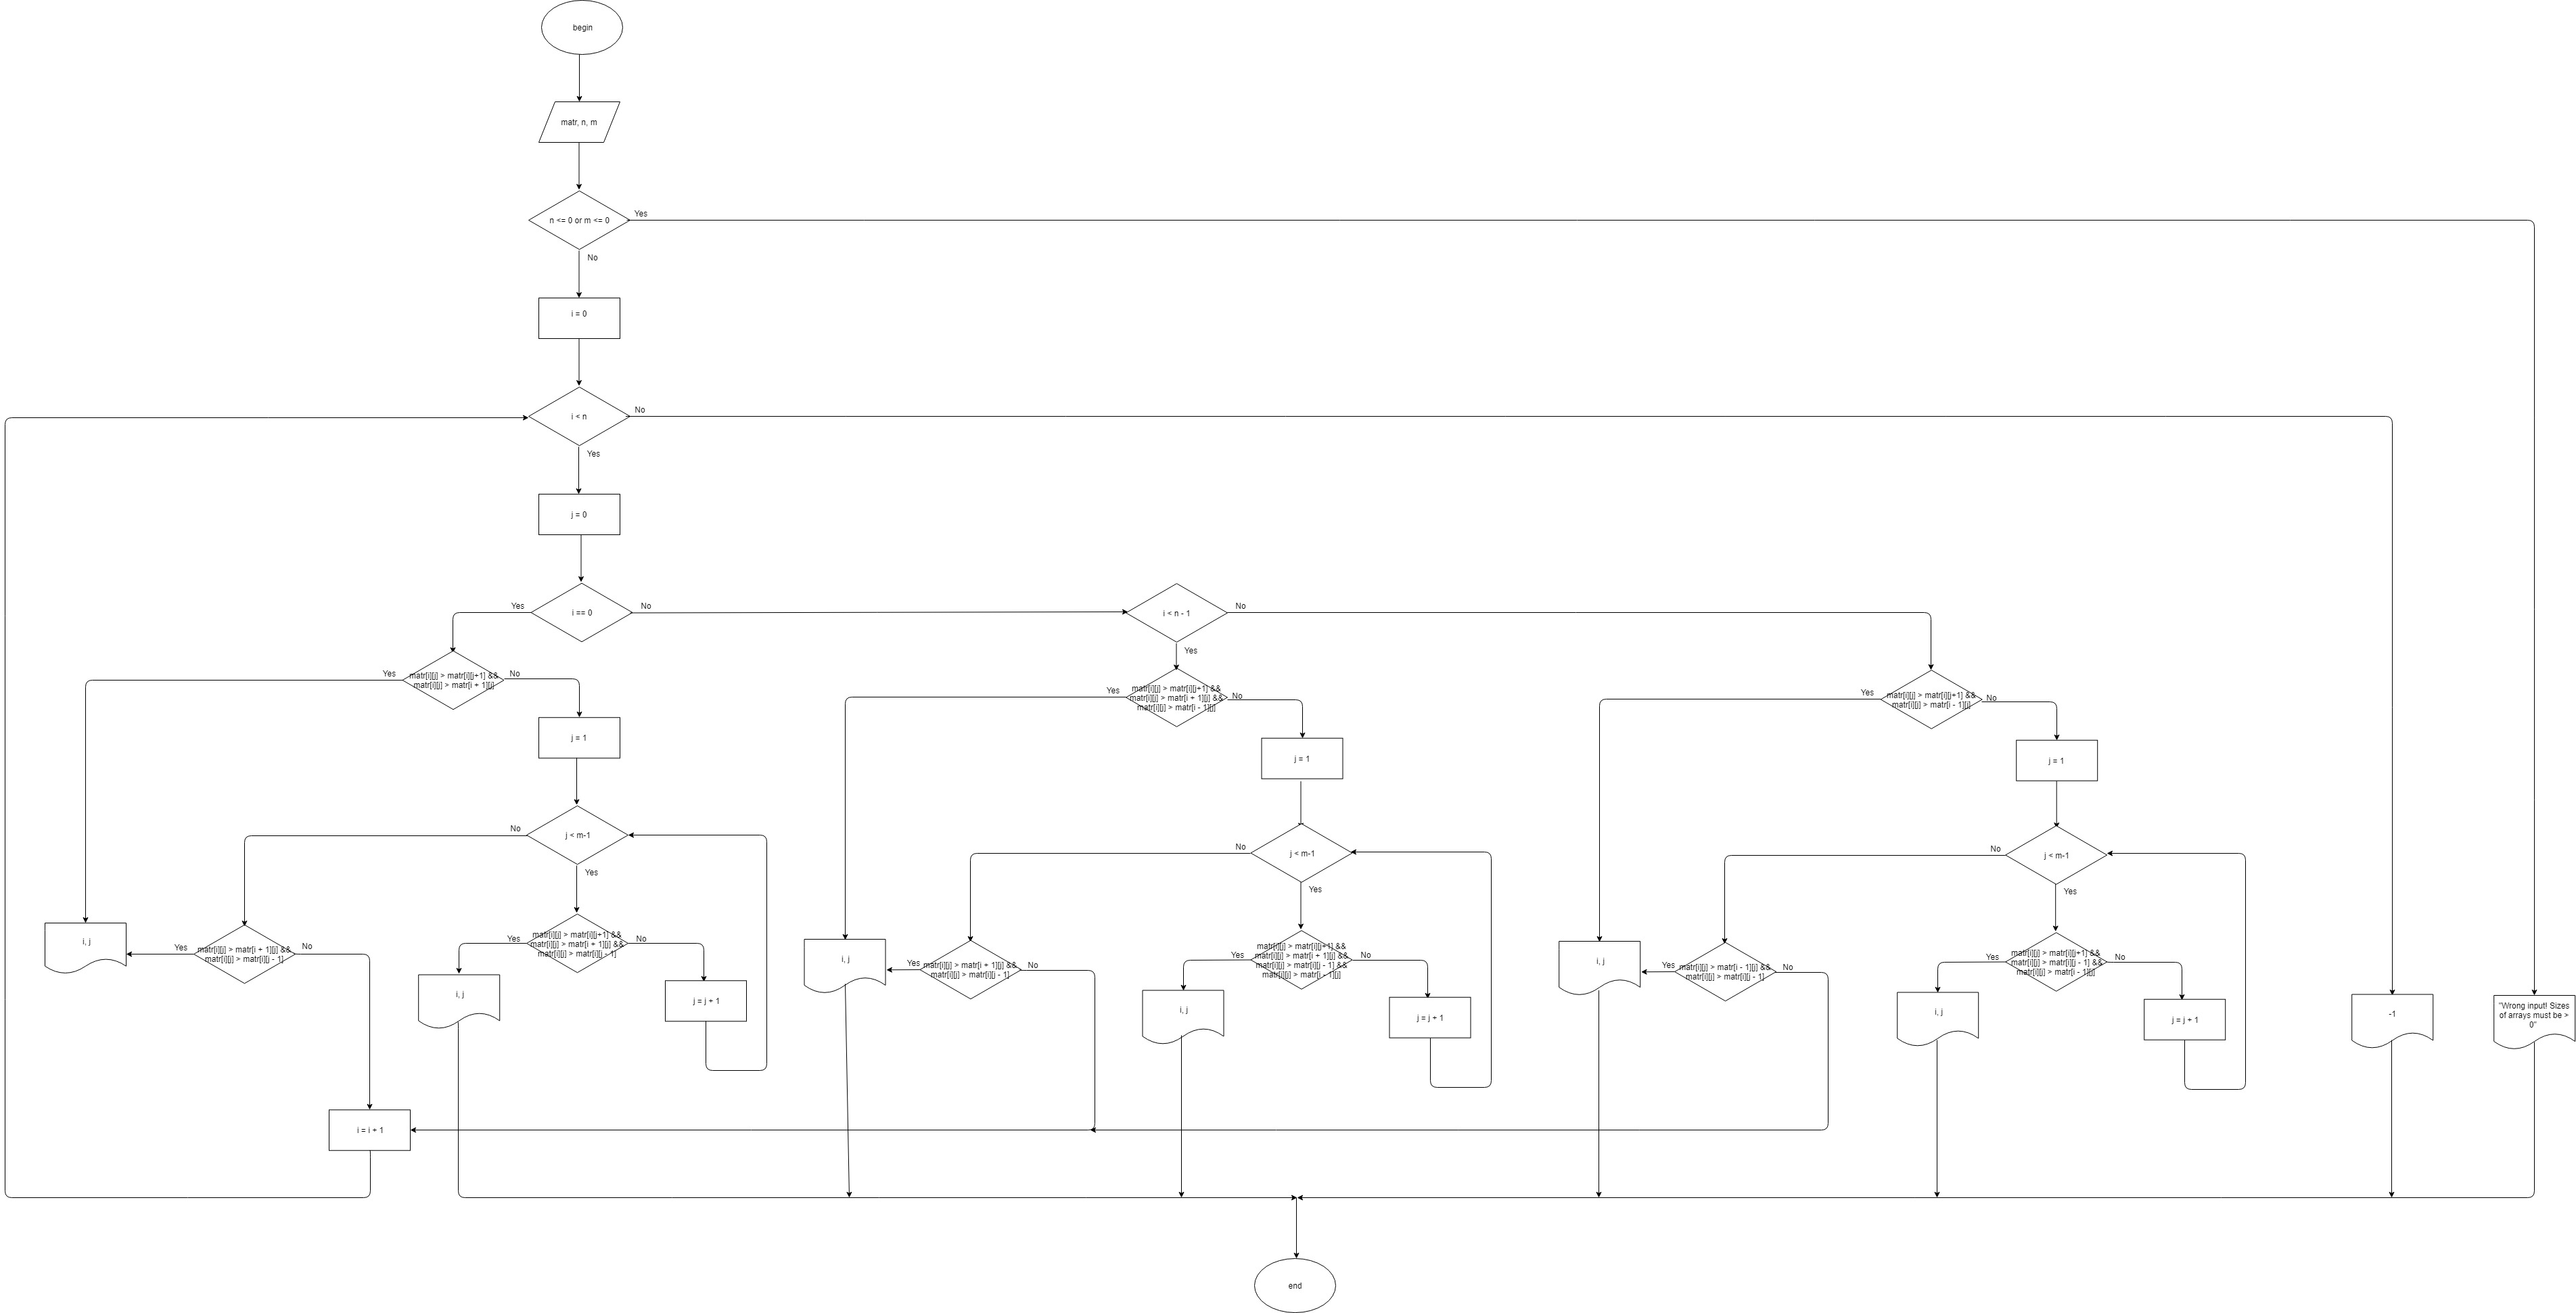 begin
matr, n, m
n <= 0 or m <= 0
Yes
No
i = 0
i < n
No
Yes
j = 0
i == 0
Yes
No
i < n - 1
No
Yes
matr[i][j] > matr[i][j+1] &&
matr[i][j] > matr[i + 1][j]
Yes
No
matr[i][j] > matr[i][j+1] &&
matr[i][j] > matr[i + 1][j] &&
matr[i][j] > matr[i - 1][j]
Yes
No
matr[i][j] > matr[i][j+1] &&
matr[i][j] > matr[i - 1][j]
Yes
No
j = 1
j = 1
j = 1
j < m-1
No
Yes
j < m-1
No
Yes
j < m-1
No
Yes
i, j
Yes
matr[i][j] > matr[i + 1][j] &&
matr[i][j] > matr[i][j - 1]
No
Yes
matr[i][j] > matr[i][j+1] &&
matr[i][j] > matr[i + 1][j] &&
matr[i][j] > matr[i][j - 1]
No
i, j
j = j + 1
i, j
Yes
matr[i][j] > matr[i + 1][j] &&
matr[i][j] > matr[i][j - 1]
No
Yes
matr[i][j] > matr[i][j+1] &&
matr[i][j] > matr[i + 1][j] &&
matr[i][j] > matr[i][j - 1] &&
matr[i][j] > matr[i - 1][j]
No
i, j
j = j + 1
i, j
Yes
matr[i][j] > matr[i - 1][j] &&
matr[i][j] > matr[i][j - 1]
No
Yes
matr[i][j] > matr[i][j+1] &&
matr[i][j] > matr[i][j - 1] &&
matr[i][j] > matr[i - 1][j]
No
i, j
j = j + 1
-1
"Wrong input! Sizes
of arrays must be >
0"
i = i + 1
end